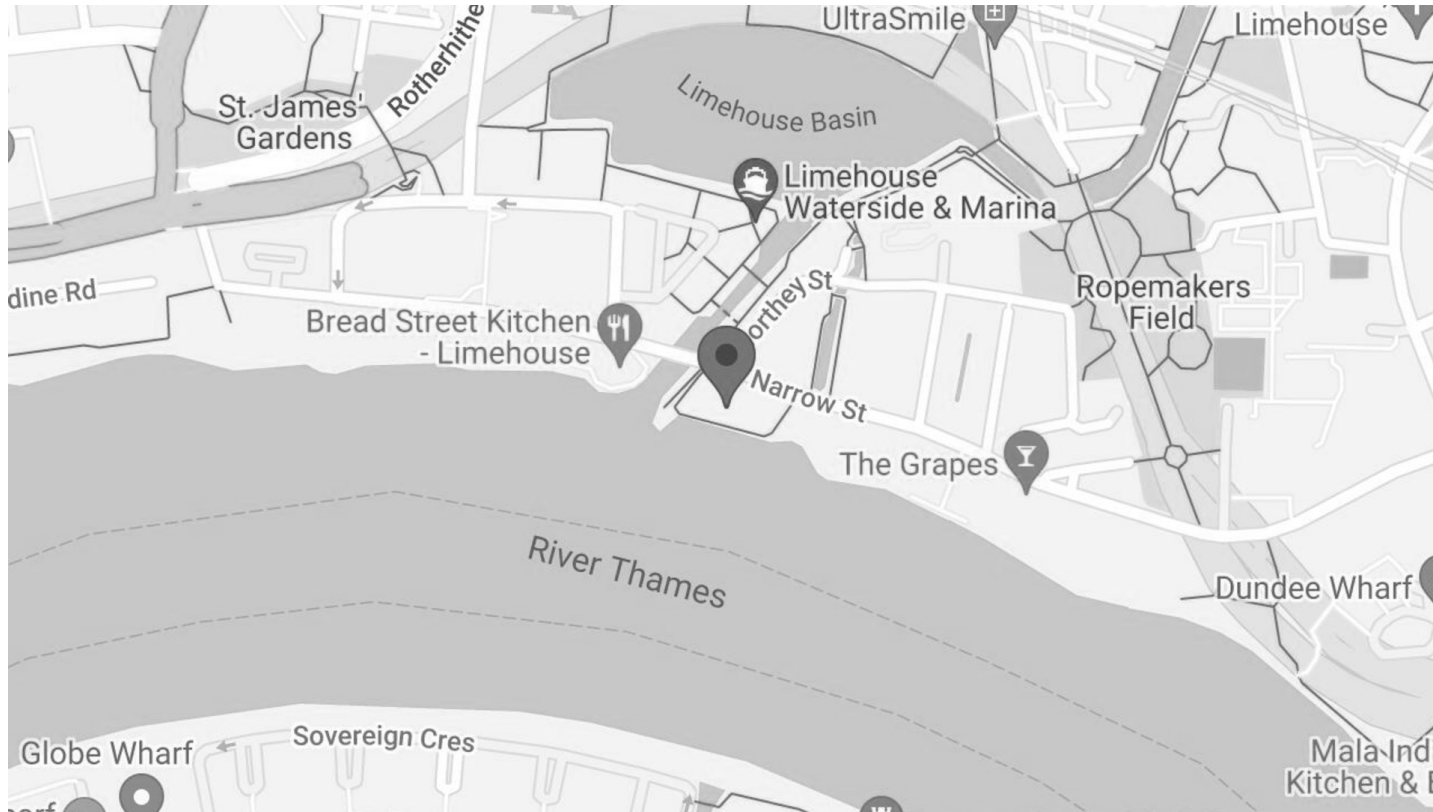 UltraSmile
Limehouse
Rotherhithe
St. James'
Gardens
Limehouse Basin
Limehouse
Waterside & Marina
dine Rd
orthey St
Ropemakers
Field
Bread Street Kitchen
- Limehouse
Narrow St
The Grapes
River Thames
Dundee Wharf
Sovereign Cres
Globe Wharf
Mala Ind
Kitchen &